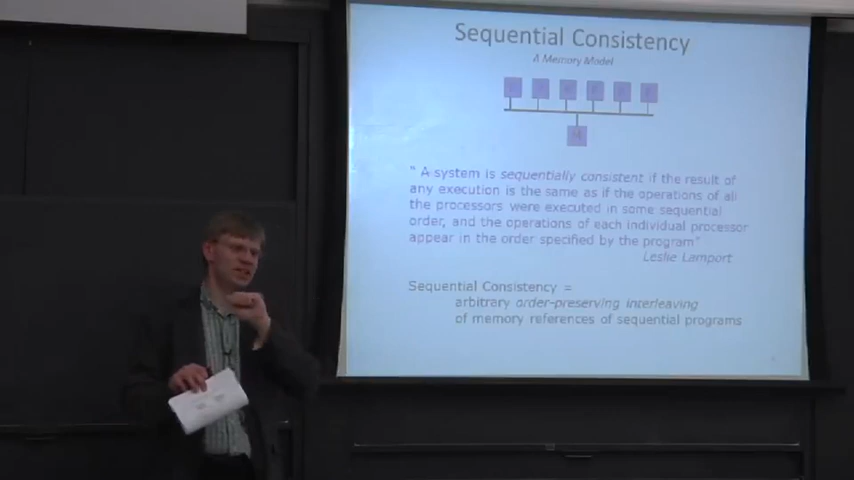 Sequential Consistency
A Memory Model
" A system is sequentially consistent if the result of
any execution is the same as if the operations of all
the processors were executed in some sequential
order, and the operations of each individual processor
appear in the order specified by the program"
Leslie Lamport
Sequential Consistency =
arbitrary order-preserving interleaving
of memory references of sequential programs